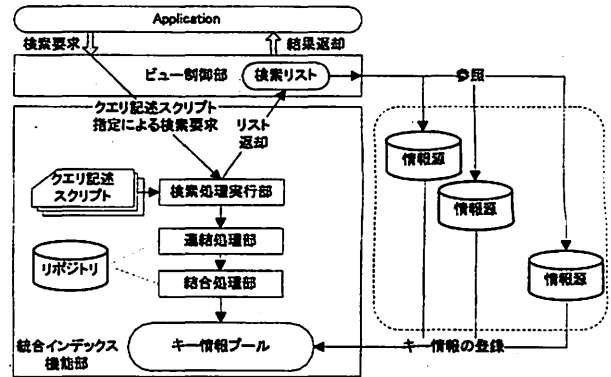 Application
検索要求
結果返却
ビュー制御部
検索リスト
参照
クエリ記述スクリプト
指定による検索要求
リスト
返却
情報源
クエリ記述
スクリプト
検索処理実行部
情報源
連結処理部
リポジトリ
結合処理部
情報源
統合インデックス
機能部
キー情報プール
キー情報の登録